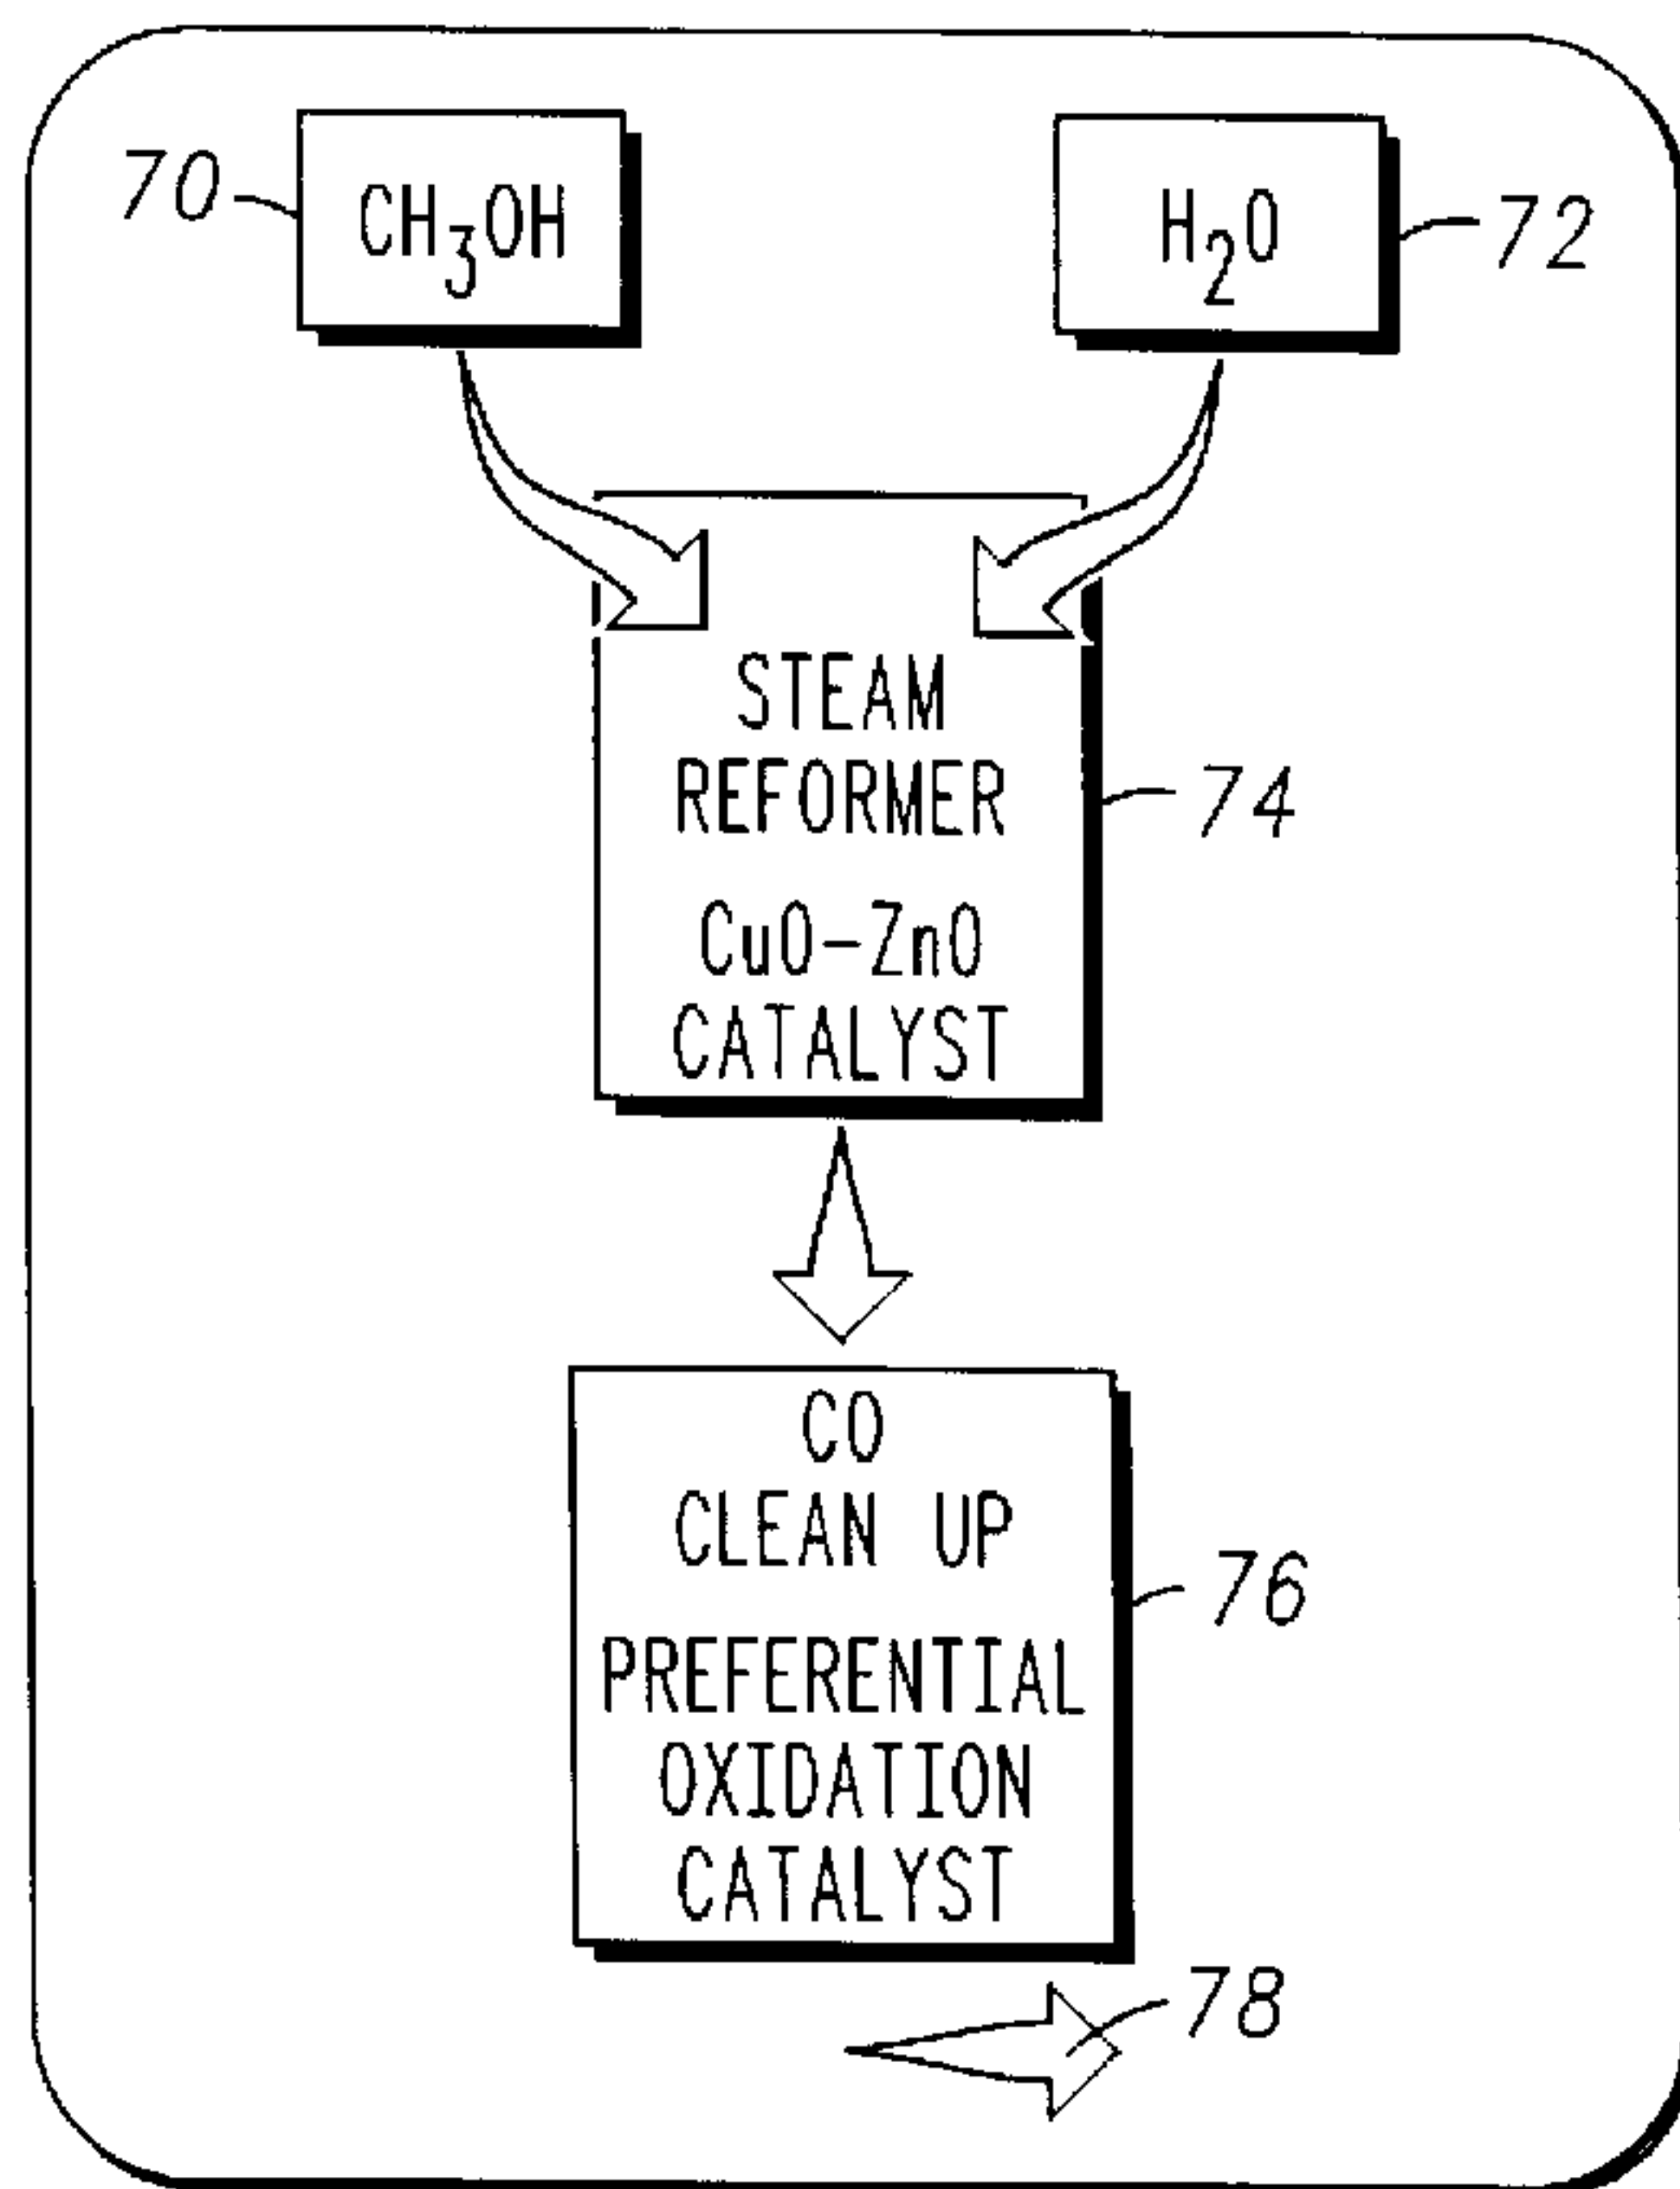 70
CH3OH
H2O
72
STEAM
REFORMER
74
CuO-ZnO
CATALYST
CO
CLEAN UP
76
PREFERENTIAL
OXIDATION
CATALYST
78